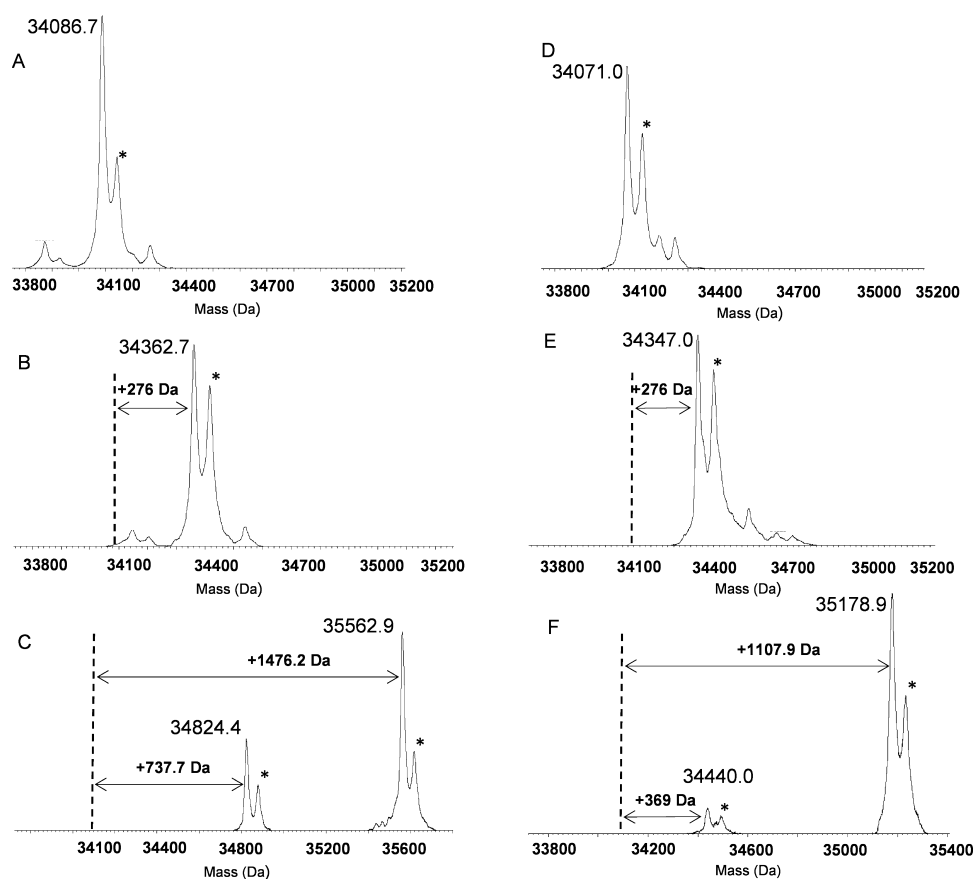 34086.7
A
*
33800 34100 34400 34700 35000 35200
Mass (Da)
D
34071.0
*
33800 34100 34400 34700 35000 35200
Mass (Da)
B
34362.7
*
+276 Da
33800 34100 34400 34700 35000 35200
Mass (Da)
E
34347.0
*
+276 Da
33800 34100 34400 34700 35000 35200
Mass (Da)
C
35562.9
+1476.2 Da
34824.4
*
+737.7 Da
*
34100 34400 34800 35200 35600
Mass (Da)
F
35178.9
+1107.9 Da
*
34440.0
+369 Da
*
33800 34200 34600 35000 35400
Mass (Da)